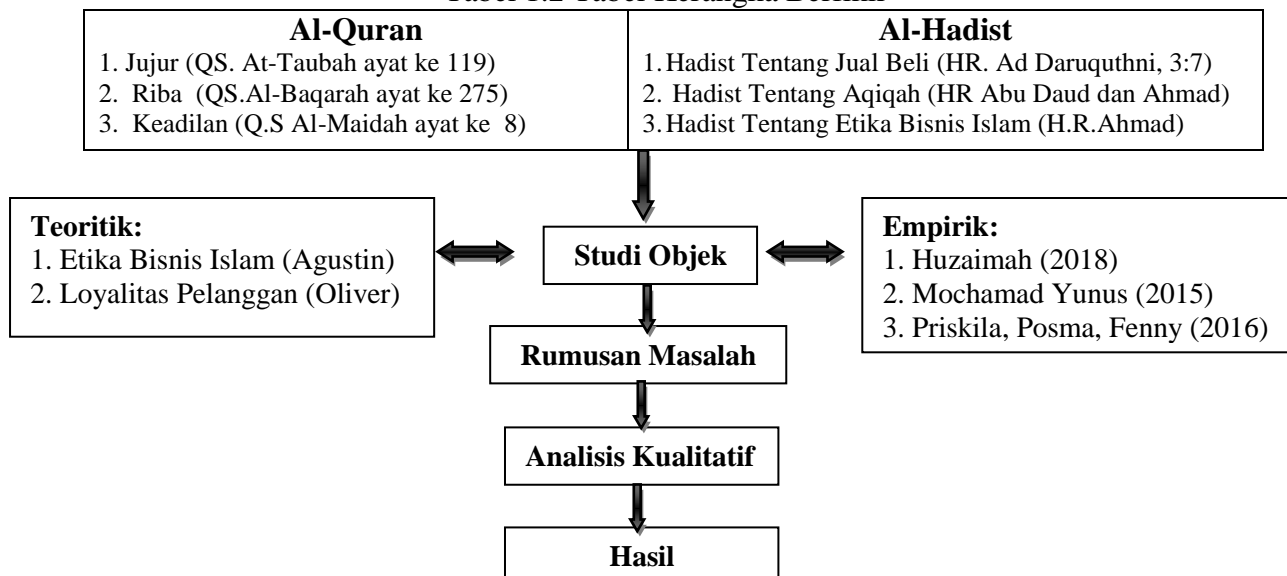 Tabel 1.2 Tabel Kerangka Berfikir
Al-Quran
1. Jujur (QS. At-Taubah ayat ke 119)
2. Riba (QS.Al-Baqarah ayat ke 275)
3. Keadilan (Q.S Al-Maidah ayat ke 8)
Al-Hadist
1. Hadist Tentang Jual Beli (HR. Ad Daruquthni, 3:7)
2. Hadist Tentang Aqiqah (HR Abu Daud dan Ahmad)
3. Hadist Tentang Etika Bisnis Islam (H.R.Ahmad)
Teoritik:
1. Etika Bisnis Islam (Agustin)
2. Loyalitas Pelanggan (Oliver)
Studi Objek
Empirik:
1. Huzaimah (2018)
2. Mochamad Yunus (2015)
3. Priskila, Posma, Fenny (2016)
Rumusan Masalah
Analisis Kualitatif
Hasil